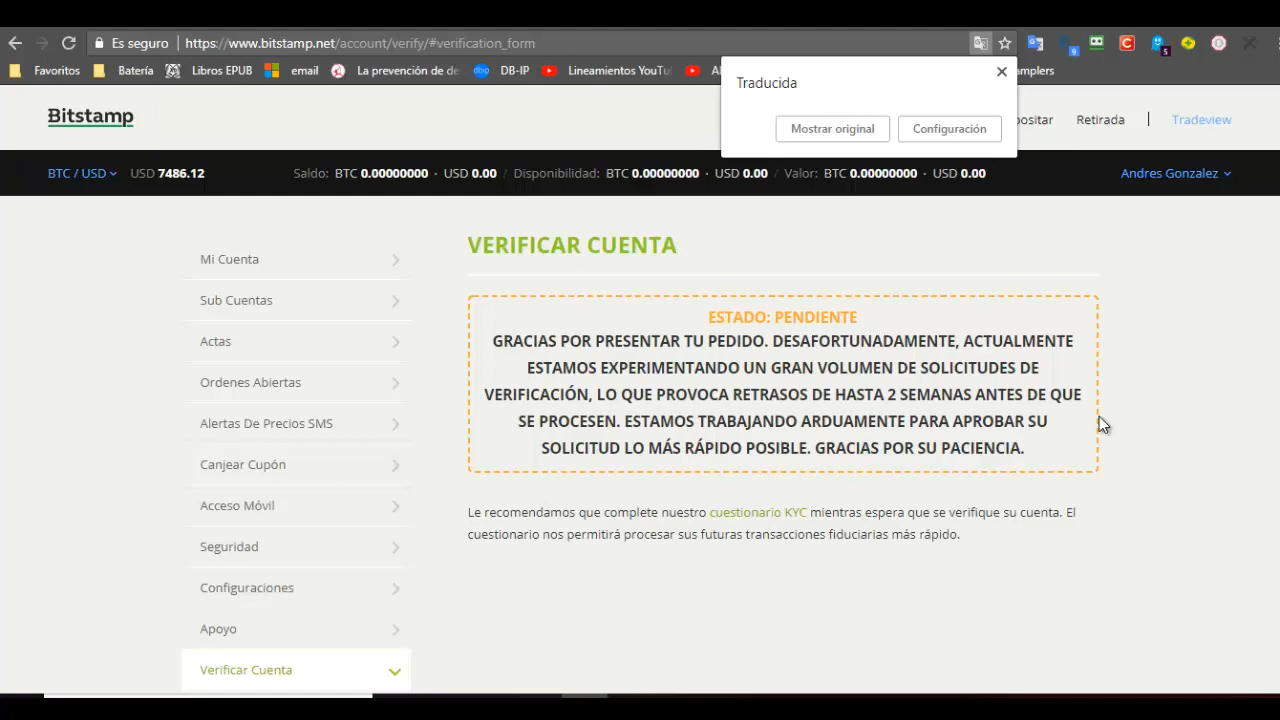 Es seguro
https://www.bitstamp.net/account/verify/#verification_form
9
5
Favoritos
Batería
Libros EPUB
email
La prevención de de
DB-IP
Lineamientos YouTu
amplers
Traducida
Mostrar original
Configuración
Bitstamp
ositar
Retirada
Tradeview
BTC / USD
USD 7486.12
Saldo: BTC 0.00000000 · USD 0.00 / Disponibilidad: BTC 0.00000000 · USD 0.00 / Valor: BTC 0.00000000 · USD 0.00
Andres Gonzalez
Mi Cuenta
Sub Cuentas
Actas
Ordenes Abiertas
Alertas De Precios SMS
Canjear Cupón
Acceso Móvil
Seguridad
Configuraciones
Apoyo
Verificar Cuenta
VERIFICAR CUENTA
ESTADO: PENDIENTE
GRACIAS POR PRESENTAR TU PEDIDO. DESAFORTUNADAMENTE, ACTUALMENTE
ESTAMOS EXPERIMENTANDO UN GRAN VOLUMEN DE SOLICITUDES DE
VERIFICACIÓN, LO QUE PROVOCA RETRASOS DE HASTA 2 SEMANAS ANTES DE QUE
SE PROCESEN. ESTAMOS TRABAJANDO ARDUAMENTE PARA APROBAR SU
SOLICITUD LO MÁS RÁPIDO POSIBLE. GRACIAS POR SU PACIENCIA.
Le recomendamos que complete nuestro cuestionario KYC mientras espera que se verifique su cuenta. El
cuestionario nos permitirá procesar sus futuras transacciones fiduciarias más rápido.